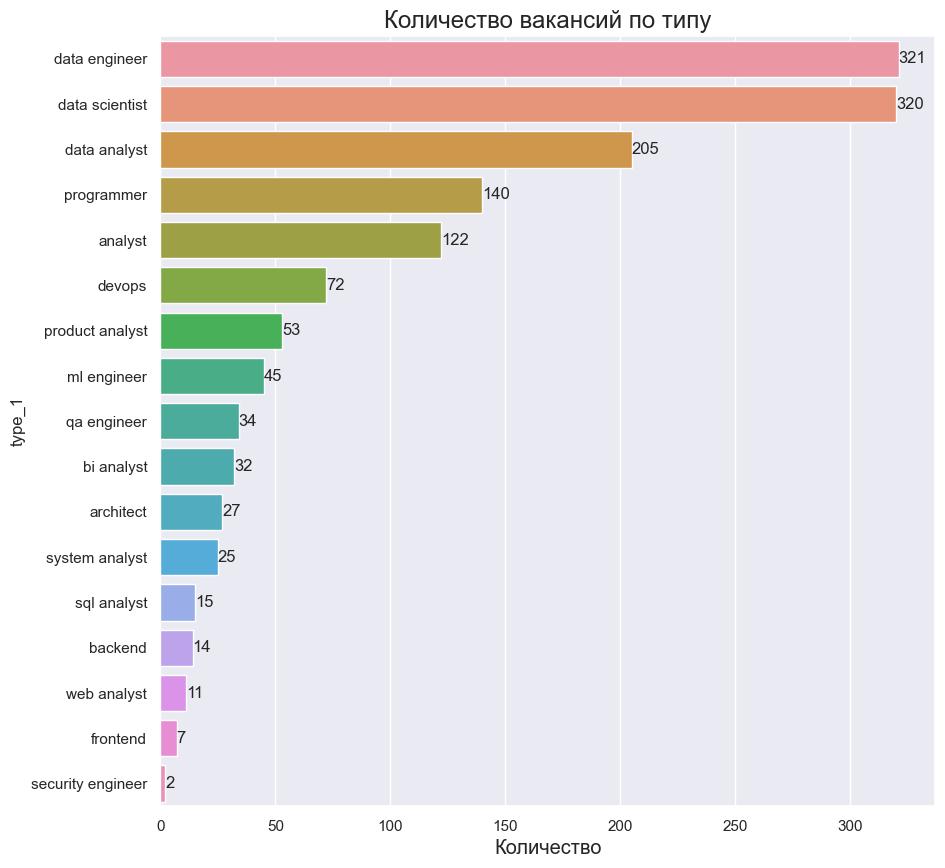 Количество вакансий по типу
data engineer 321
data scientist 320
data analyst 205
programmer 140
analyst 122
devops 72
product analyst 53
ml engineer 45
qa engineer 34
bi analyst 32
architect 27
system analyst 25
sql analyst 15
backend 14
web analyst 11
frontend 7
security engineer 2
type_1
0 50 100 150 200 250 300
Количество